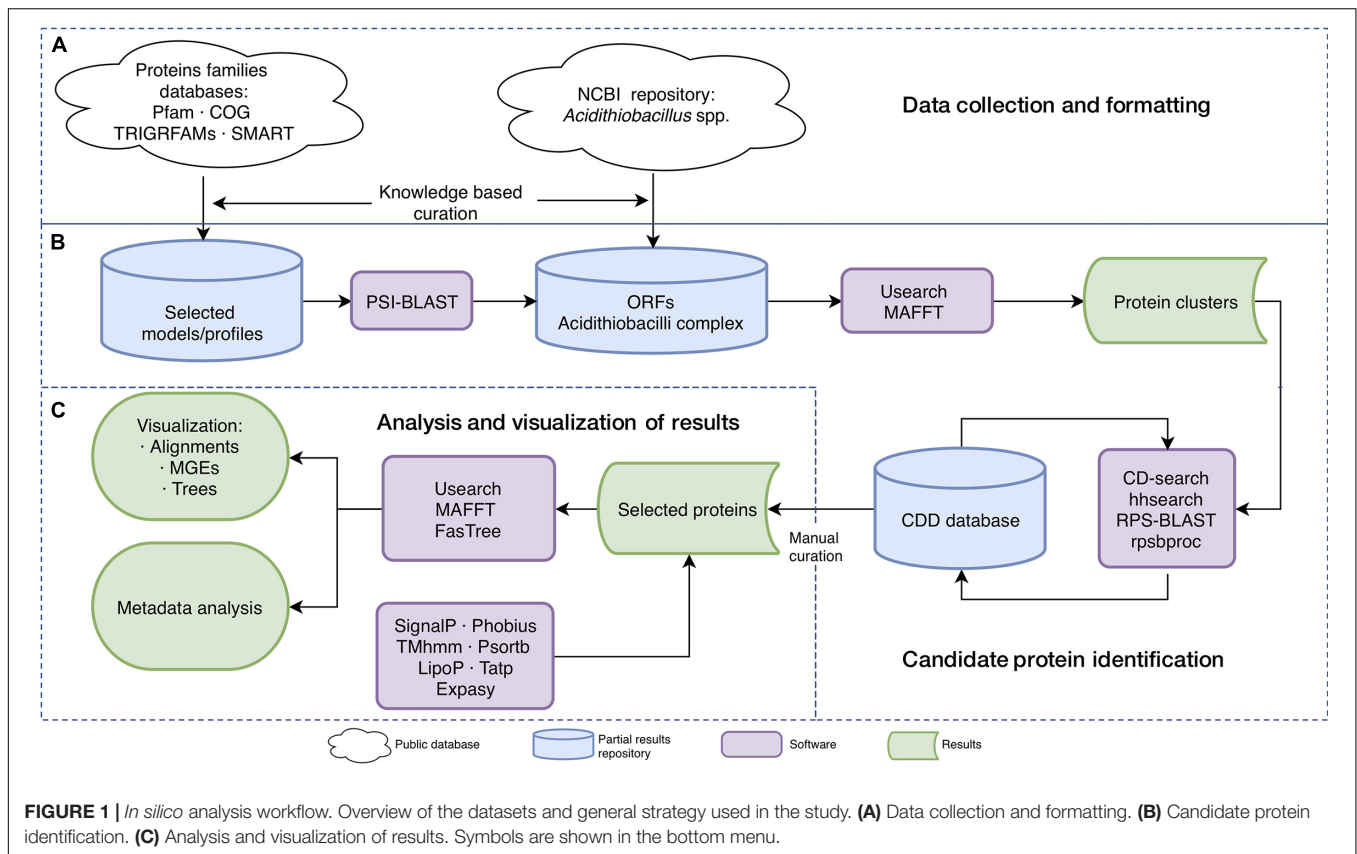 A
Proteins families
databases:
Pfam · COG
TRIGRFAMs · SMART
NCBI repository:
Acidithiobacillus spp.
Data collection and formatting
Knowledge based
curation
B
Selected
models/profiles
PSI-BLAST
ORFs
Acidithiobacilli complex
Usearch
MAFFT
Protein clusters
C
Analysis and visualization of results
Visualization:
· Alignments
· MGEs
· Trees
Metadata analysis
Usearch
MAFFT
FasTree
Selected proteins
SignalP · Phobius
TMhmm · Psortb
LipoP · Tatp
Expasy
Manual
curation
CDD database
CD-search
hhsearch
RPS-BLAST
rpsbproc
Candidate protein identification
Public database
Partial results
repository
Software
Results
FIGURE 1 | In silico analysis workflow. Overview of the datasets and general strategy used in the study. (A) Data collection and formatting. (B) Candidate protein
identification. (C) Analysis and visualization of results. Symbols are shown in the bottom menu.